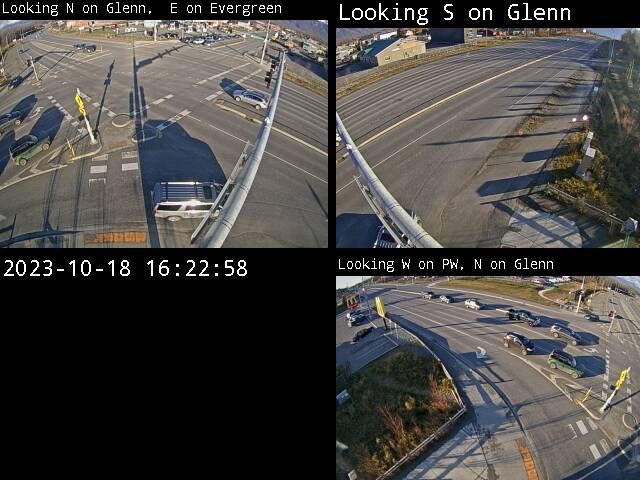 Looking N on Glenn, E on Evergreen
Looking S on Glenn
2023-10-18 16:22:58
Looking W on PW, N on Glenn